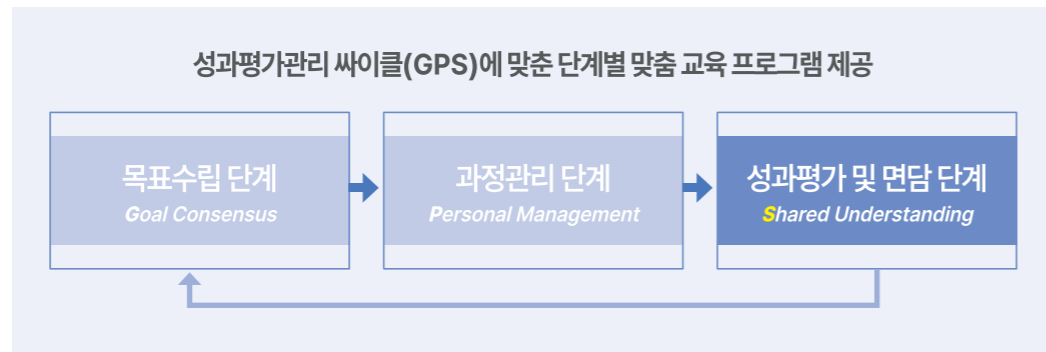 성과평가관리 싸이클(GPS)에 맞춘 단계별 맞춤 교육 프로그램 제공
목표수립 단계
Goal Consensus
과정관리 단계
Personal Management
성과평가 및 면담 단계
Shared Understanding